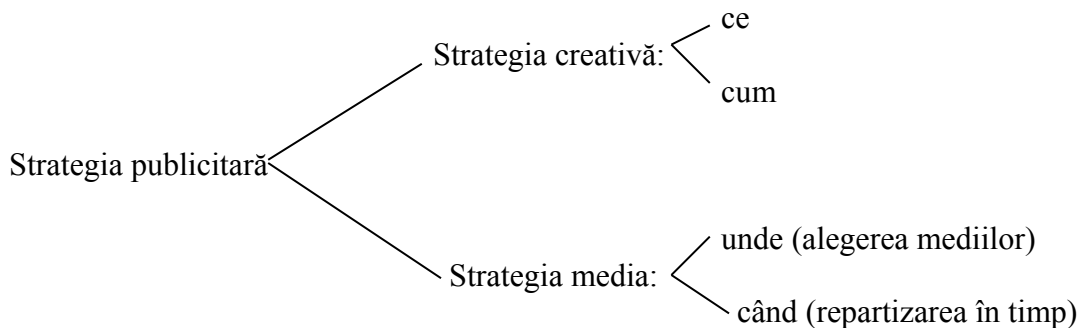 ce
Strategia creativă:
cum
Strategia publicitară
unde (alegerea mediilor)
Strategia media:
când (repartizarea în timp)